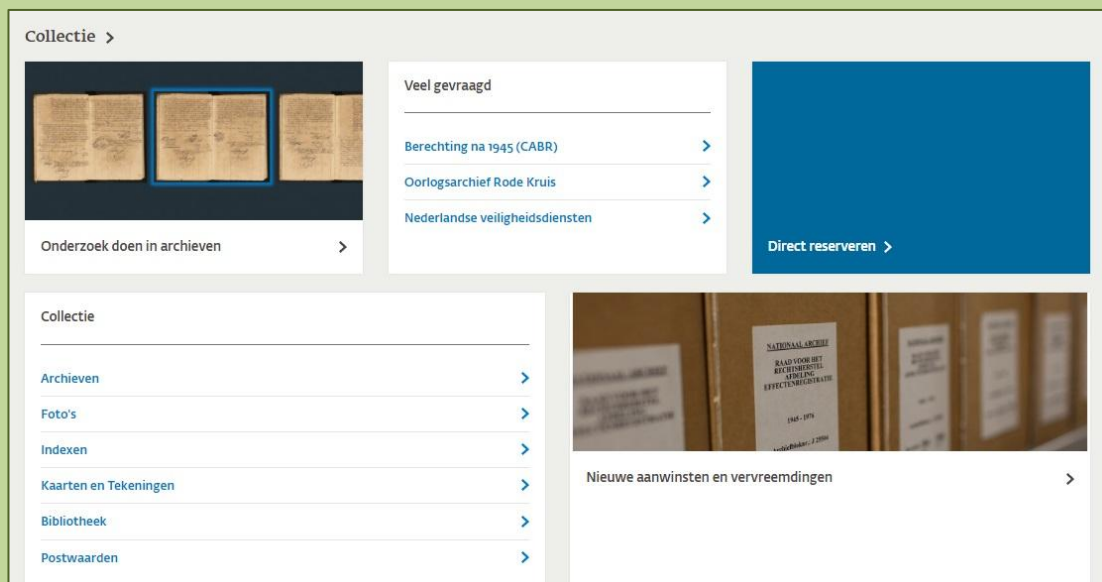 Collectie
Onderzoek doen in archieven
Veel gevraagd
Berechting na 1945 (CABR)
Oorlogsarchief Rode Kruis
Nederlandse veiligheidsdiensten
Direct reserveren
Collectie
Archieven
Foto's
Indexen
Kaarten en Tekeningen
Bibliotheek
Postwaarden
NATIONAAL ARCHIEF
RAAD VOOR HET
RECHTSHERSTEL
AFDELING
EFFECTENREGISTRATIE
1945 - 1976
Nieuwe aanwinsten en vervreemdingen